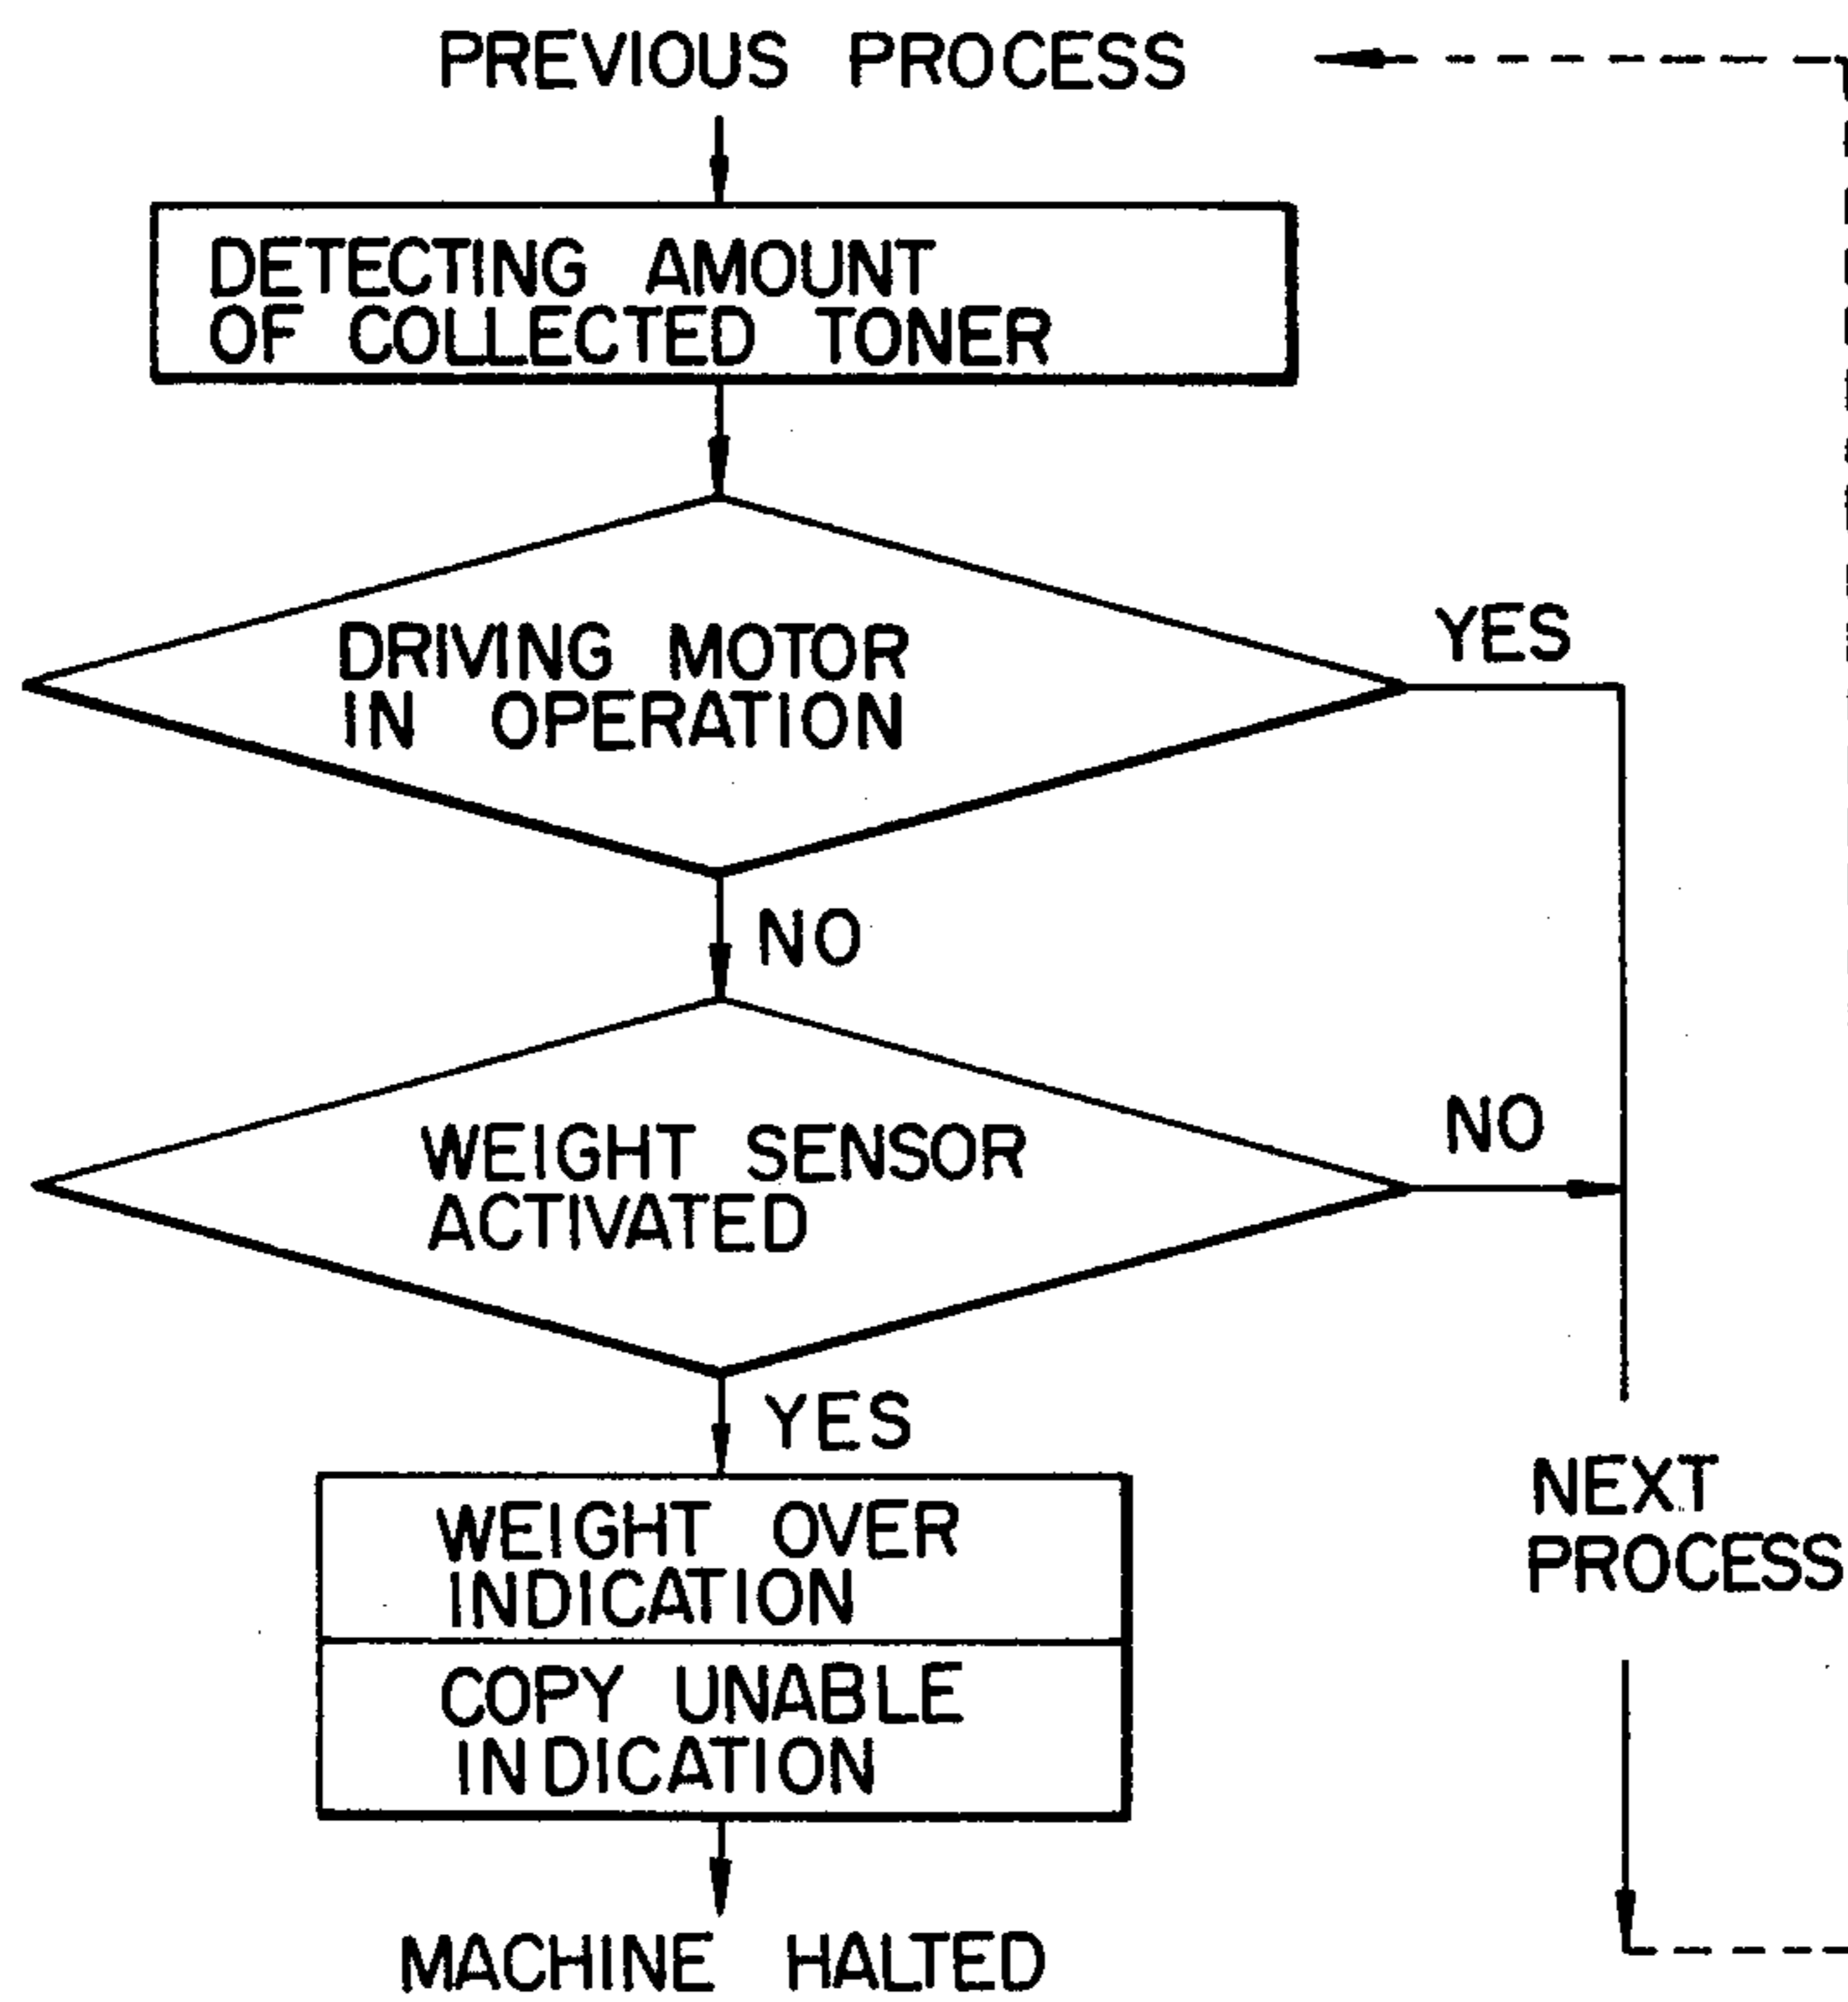 PREVIOUS PROCESS
DETECTING AMOUNT
OF COLLECTED TONER
DRIVING MOTOR
IN OPERATION
YES
NO
WEIGHT SENSOR
ACTIVATED
NO
YES
WEIGHT OVER
INDICATION
COPY UNABLE
INDICATION
NEXT
PROCESS
MACHINE HALTED